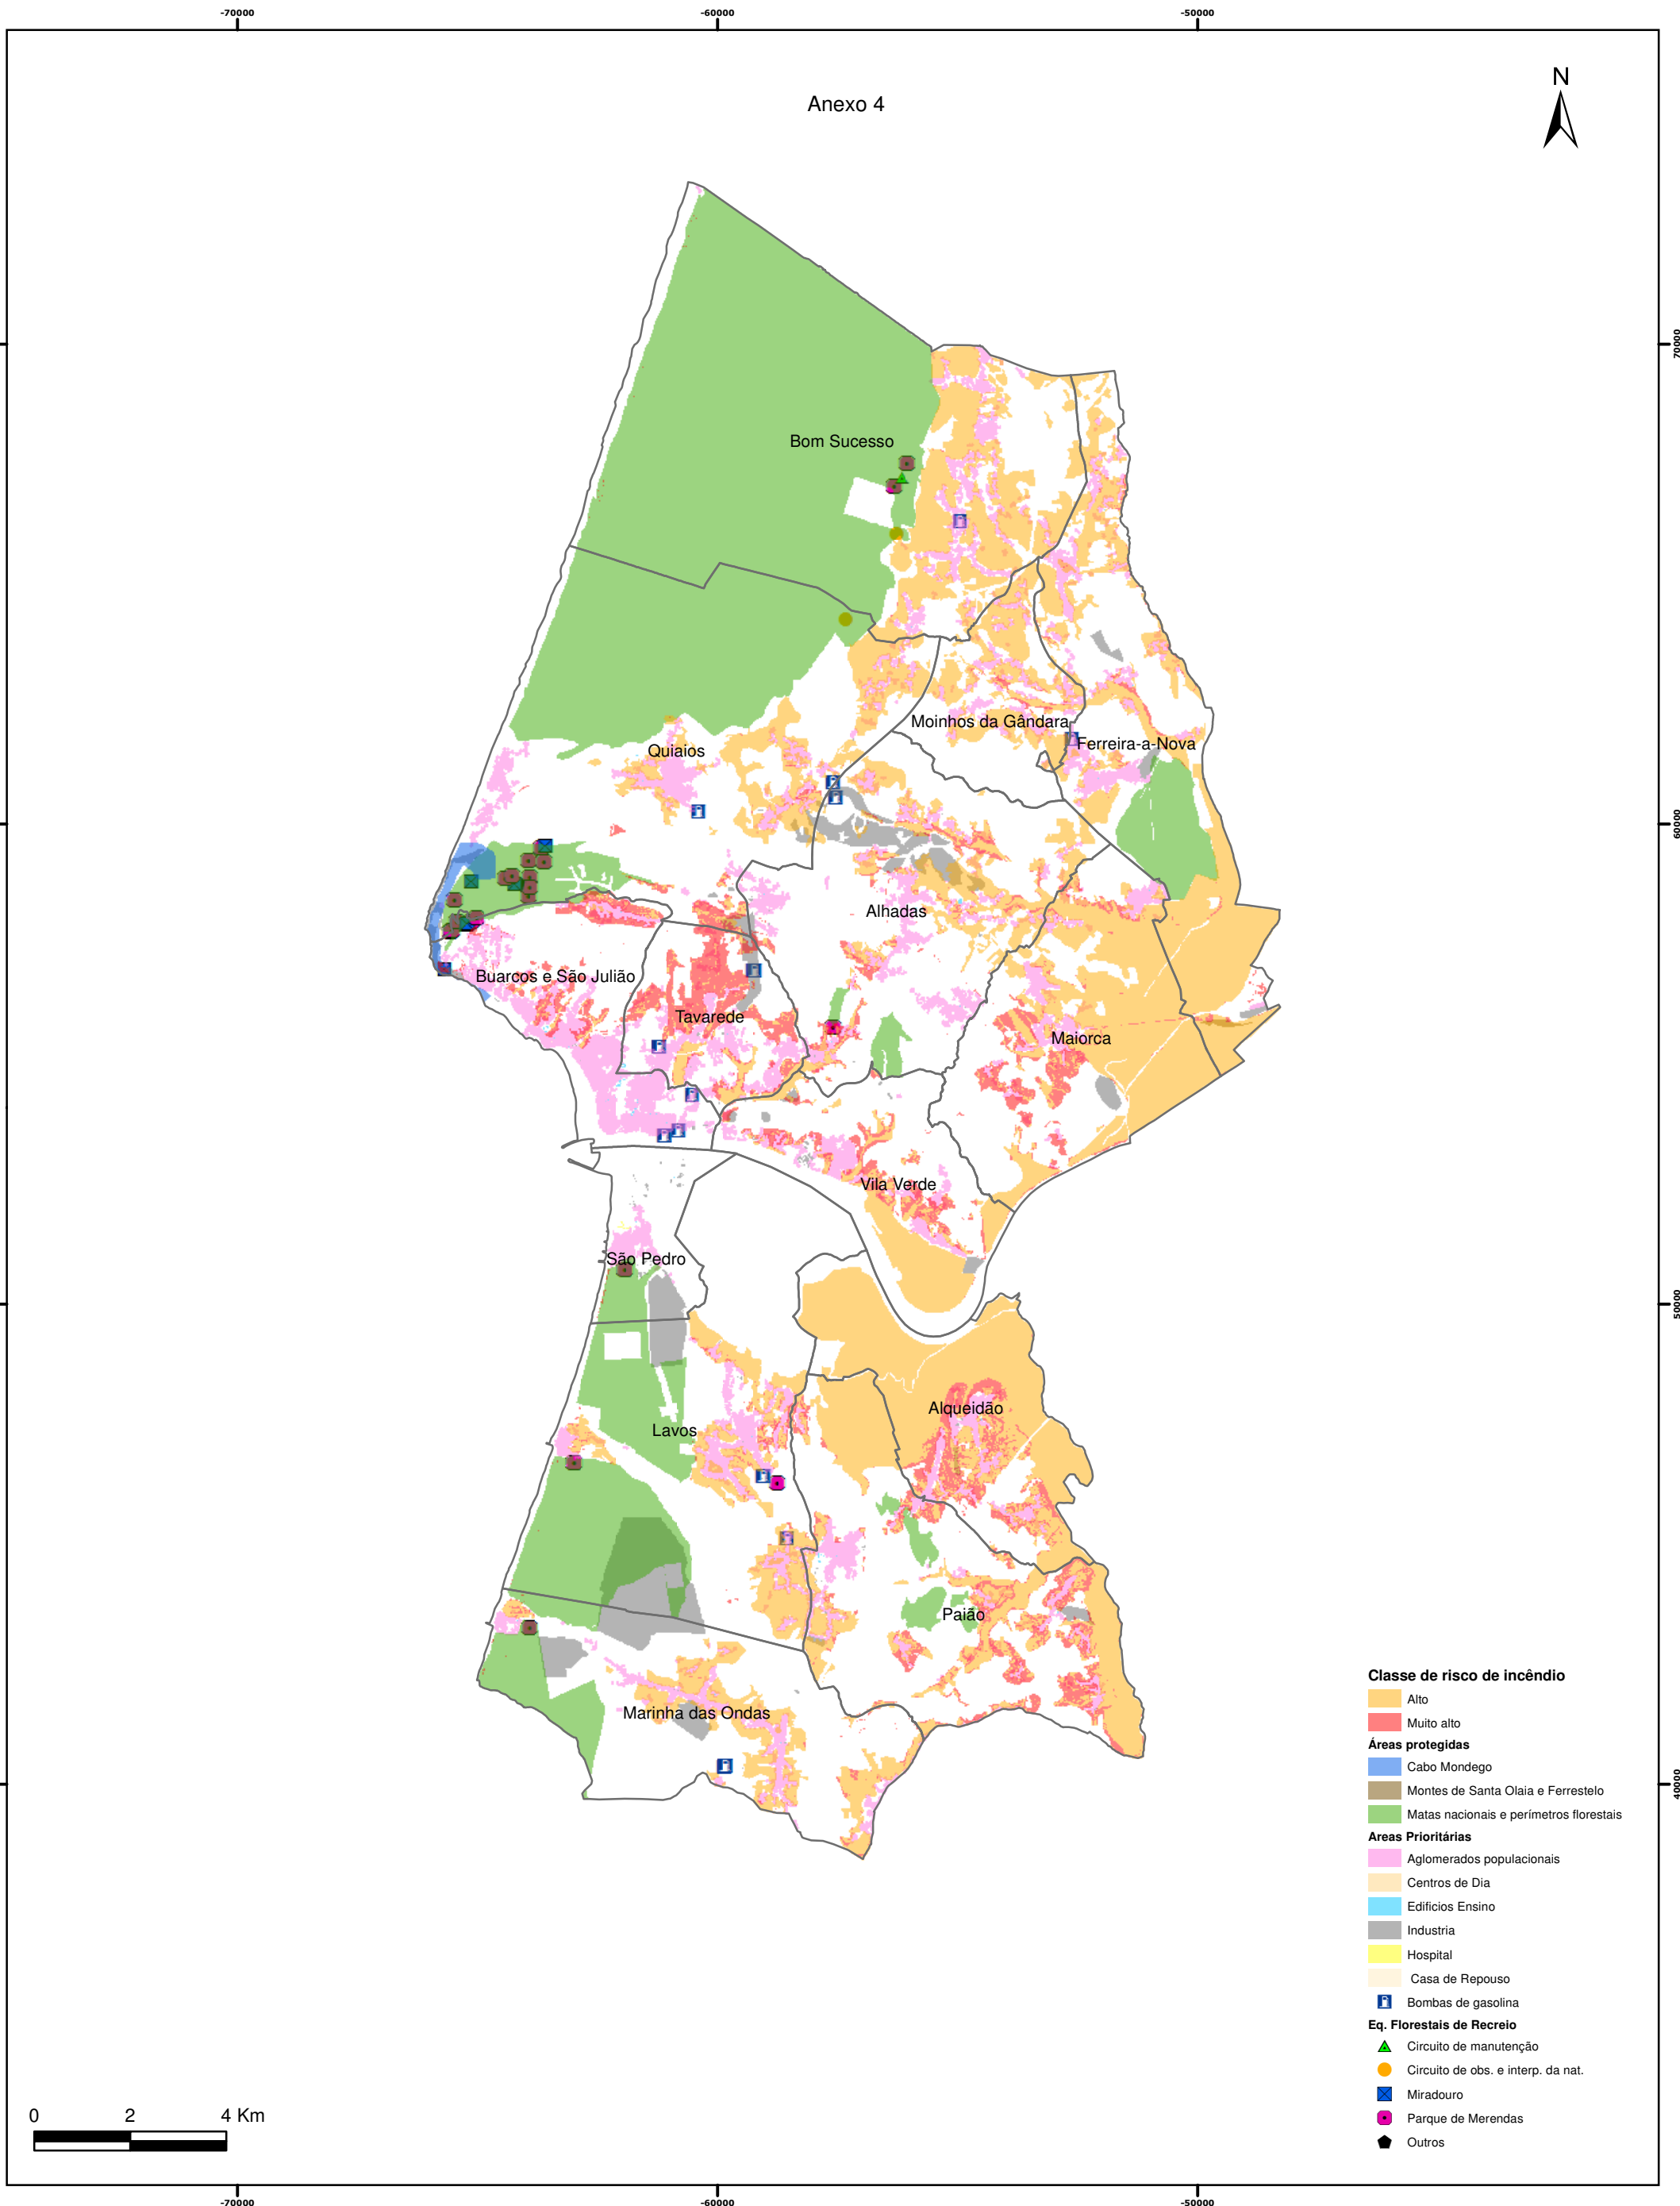 -70000
-60000
-50000
N
Anexo 4
70000
Bom Sucesso
Moinhos da Gândara
Ferreira-a-Nova
Quiaios
60000
Alhadas
Buarcos e São Julião
Tavarede
Maiorca
Vila Verde
São Pedro
50000
Alqueidão
Lavos
Paião
Marinha das Ondas
40000
Classe de risco de incêndio
Alto
Muito alto
Áreas protegidas
Cabo Mondego
Montes de Santa Olaia e Ferrestelo
Matas nacionais e perímetros florestais
Areas Prioritárias
Aglomerados populacionais
Centros de Dia
Edificios Ensino
Industria
Hospital
Casa de Repouso
Bombas de gasolina
Eq. Florestais de Recreio
Circuito de manutenção
Circuito de obs. e interp. da nat.
Miradouro
Parque de Merendas
Outros
0 2 4 Km
-70000
-60000
-50000